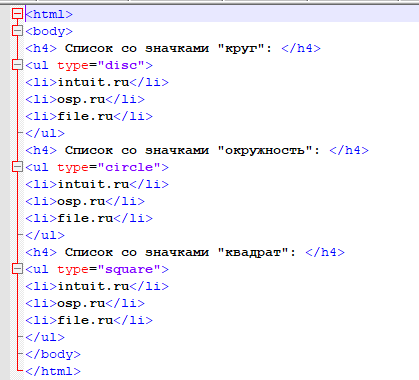 <html>
<body>
<h4> Список со значками "круг": </h4>
<ul type="disc">
<li>intuit.ru</li>
<li>osp.ru</li>
<li>file.ru</li>
</ul>
<h4> Список со значками "окружность": </h4>
<ul type="circle">
<li>intuit.ru</li>
<li>osp.ru</li>
<li>file.ru</li>
</ul>
<h4> Список со значками "квадрат": </h4>
<ul type="square">
<li>intuit.ru</li>
<li>osp.ru</li>
<li>file.ru</li>
</ul>
</body>
</html>